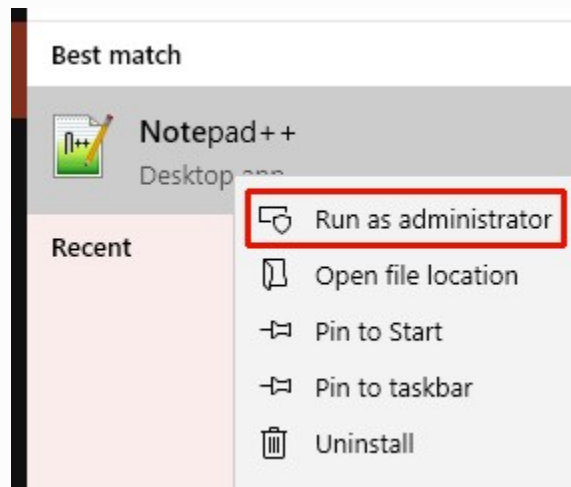 Best match
Notepad++
Desktop app
Run as administrator
Recent
Open file location
Pin to Start
Pin to taskbar
Uninstall